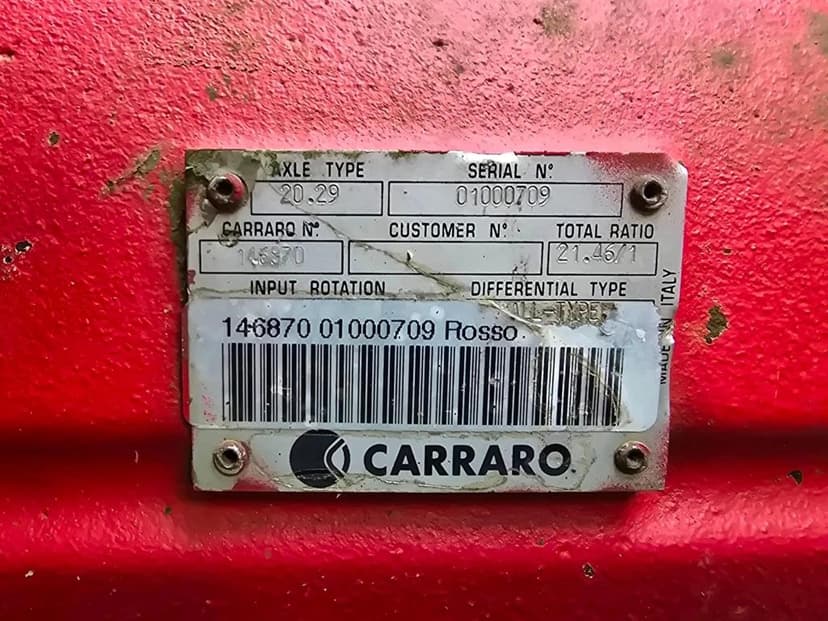 AXLE TYPE SERIAL N°
20.29 01000709
CARRARO N° CUSTOMER N° TOTAL RATIO
146870 21.46/1
INPUT ROTATION DIFFERENTIAL TYPE
MADE IN ITALY
146870 01000709 Rosso
CARRARO